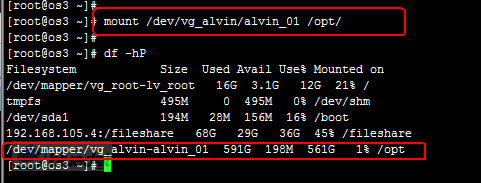 [root@os3 ~]#
[root@os3 ~]# mount /dev/vg_alvin/alvin_01 /opt/
[root@os3 ~]#
[root@os3 ~]# df -hP
Filesystem Size Used Avail Use% Mounted on
/dev/mapper/vg_root-lv_root 16G 3.1G 12G 21% /
tmpfs 495M 0 495M 0% /dev/shm
/dev/sda1 194M 28M 156M 16% /boot
192.168.105.4:/fileshare 68G 29G 36G 45% /fileshare
/dev/mapper/vg_alvin-alvin_01 591G 198M 561G 1% /opt
[root@os3 ~]#